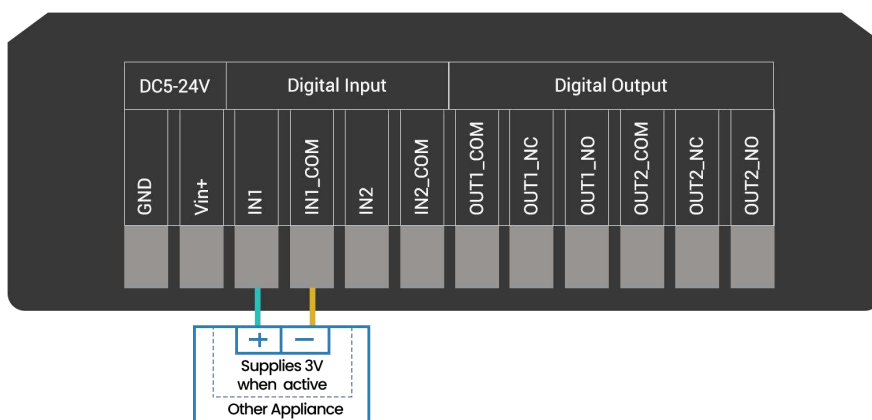 DC5-24V Digital Input Digital Output
GND Vin+ IN1 IN1_COM IN2 IN2_COM OUT1_COM OUT1_NC OUT1_NO OUT2_COM OUT2_NC OUT2_NO
+ −
Supplies 3V
when active
Other Appliance